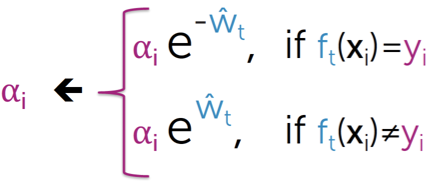 αᵢ e^(-ŵₜ), if fₜ(xᵢ)=yᵢ
αᵢ ← {
αᵢ e^(ŵₜ), if fₜ(xᵢ)≠yᵢ